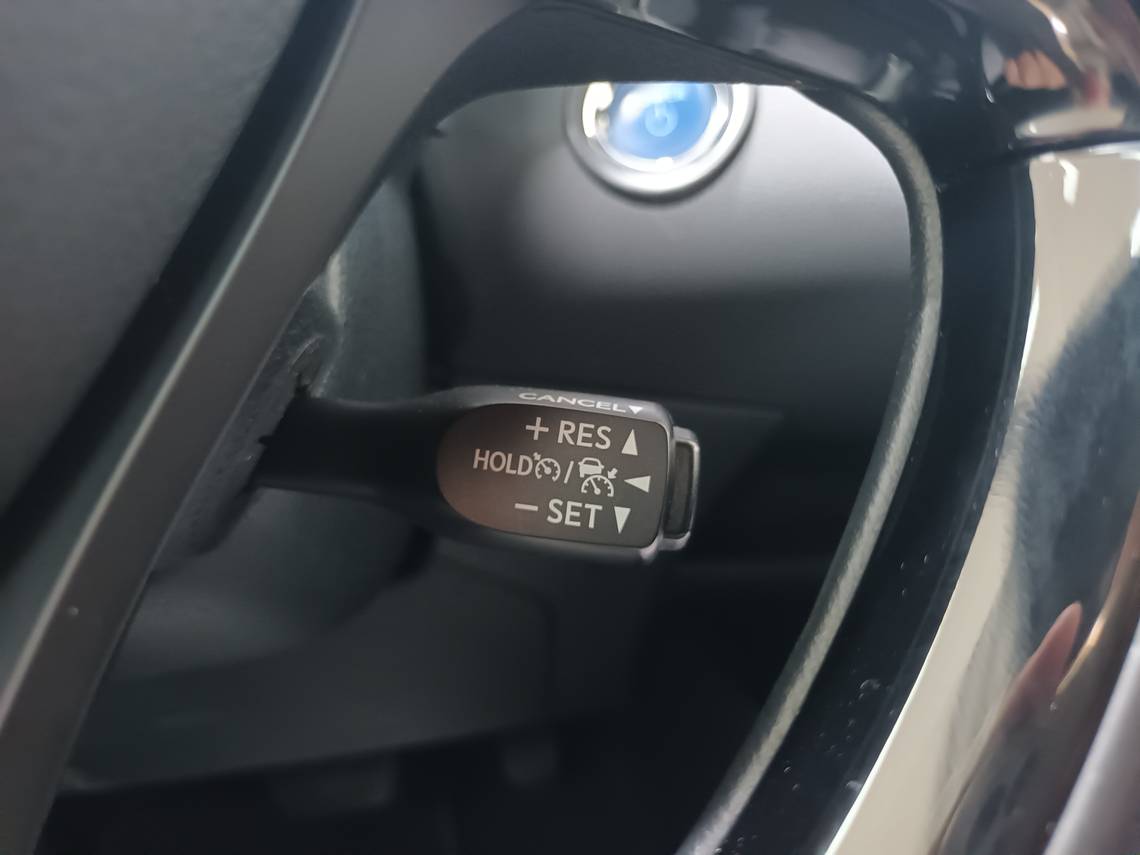 CANCEL▼
+ RES ▲
HOLD / ◀
− SET ▼